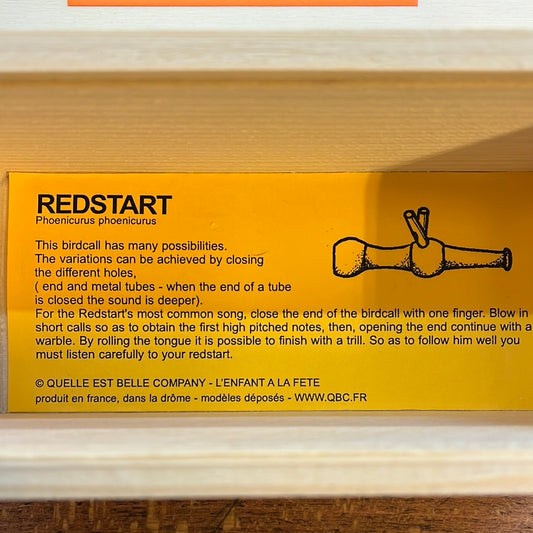 REDSTART
Phoenicurus phoenicurus
This birdcall has many possibilities.
The variations can be achieved by closing
the different holes,
( end and metal tubes - when the end of a tube
is closed the sound is deeper).
For the Redstart's most common song, close the end of the birdcall with one finger. Blow in
short calls so as to obtain the first high pitched notes, then, opening the end continue with a
warble. By rolling the tongue it is possible to finish with a trill. So as to follow him well you
must listen carefully to your redstart.
© QUELLE EST BELLE COMPANY - L'ENFANT A LA FETE
produit en france, dans la drôme - modèles déposés - WWW.QBC.FR